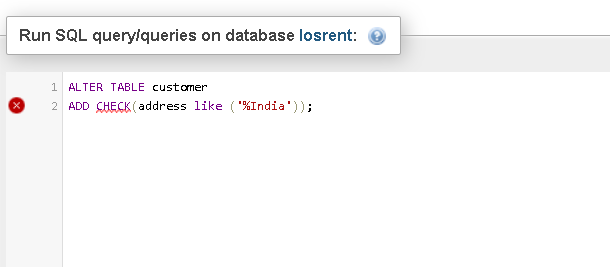 Run SQL query/queries on database losrent:
1 ALTER TABLE customer
2 ADD CHECK(address like ('%India'));